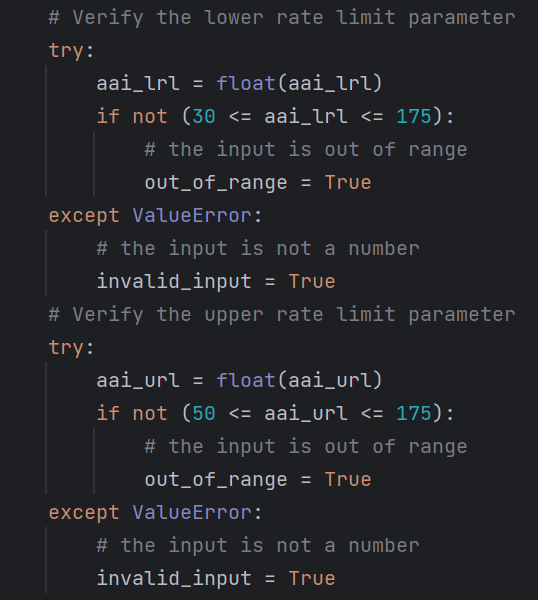 # Verify the lower rate limit parameter
try:
    aai_lrl = float(aai_lrl)
    if not (30 <= aai_lrl <= 175):
        # the input is out of range
        out_of_range = True
except ValueError:
    # the input is not a number
    invalid_input = True
# Verify the upper rate limit parameter
try:
    aai_url = float(aai_url)
    if not (50 <= aai_url <= 175):
        # the input is out of range
        out_of_range = True
except ValueError:
    # the input is not a number
    invalid_input = True